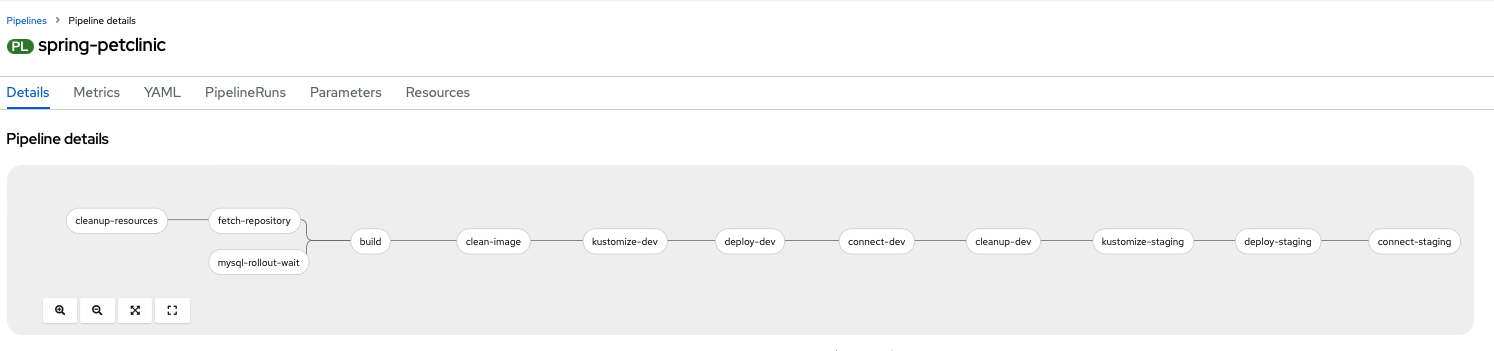 Pipelines > Pipeline details
PL spring-petclinic
Details Metrics YAML PipelineRuns Parameters Resources
Pipeline details
cleanup-resources fetch-repository
build clean-image kustomize-dev deploy-dev connect-dev cleanup-dev kustomize-staging deploy-staging connect-staging
mysql-rollout-wait